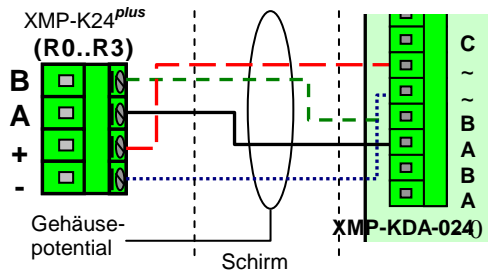 XMP-K24plus
(R0..R3)
B
A
+
-
C
~
~
B
A
B
A
XMP-KDA-024()
Gehäuse-
potential
Schirm